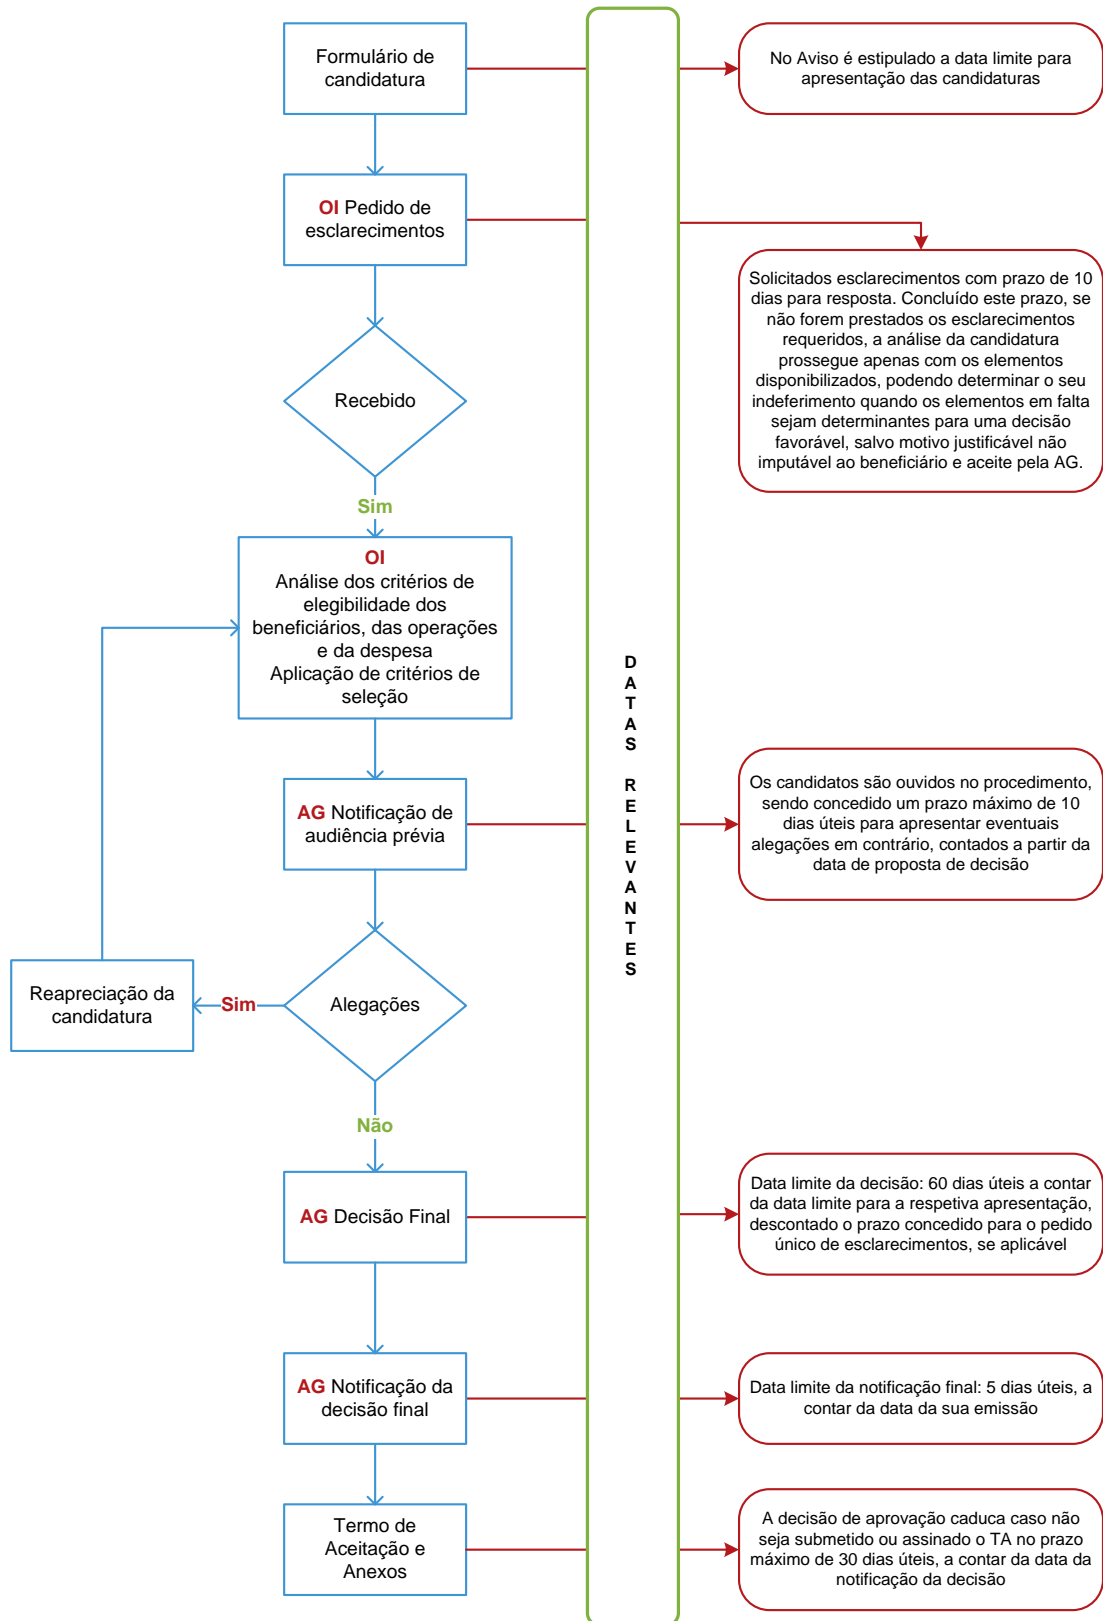 Formulário de
candidatura
No Aviso é estipulado a data limite para
apresentação das candidaturas
OI Pedido de
esclarecimentos
Solicitados esclarecimentos com prazo de 10
dias para resposta. Concluído este prazo, se
não forem prestados os esclarecimentos
requeridos, a análise da candidatura
prossegue apenas com os elementos
disponibilizados, podendo determinar o seu
indeferimento quando os elementos em falta
sejam determinantes para uma decisão
favorável, salvo motivo justificável não
imputável ao beneficiário e aceite pela AG.
Recebido
Sim
OI
Análise dos critérios de
elegibilidade dos
beneficiários, das operações
e da despesa
Aplicação de critérios de
seleção
DATAS RELEVANTES
AG Notificação de
audiência prévia
Os candidatos são ouvidos no procedimento,
sendo concedido um prazo máximo de 10
dias úteis para apresentar eventuais
alegações em contrário, contados a partir da
data de proposta de decisão
Reapreciação da
candidatura
Sim
Alegações
Não
AG Decisão Final
Data limite da decisão: 60 dias úteis a contar
da data limite para a respetiva apresentação,
descontado o prazo concedido para o pedido
único de esclarecimentos, se aplicável
AG Notificação da
decisão final
Data limite da notificação final: 5 dias úteis, a
contar da data da sua emissão
Termo de
Aceitação e
Anexos
A decisão de aprovação caduca caso não
seja submetido ou assinado o TA no prazo
máximo de 30 dias úteis, a contar da data da
notificação da decisão